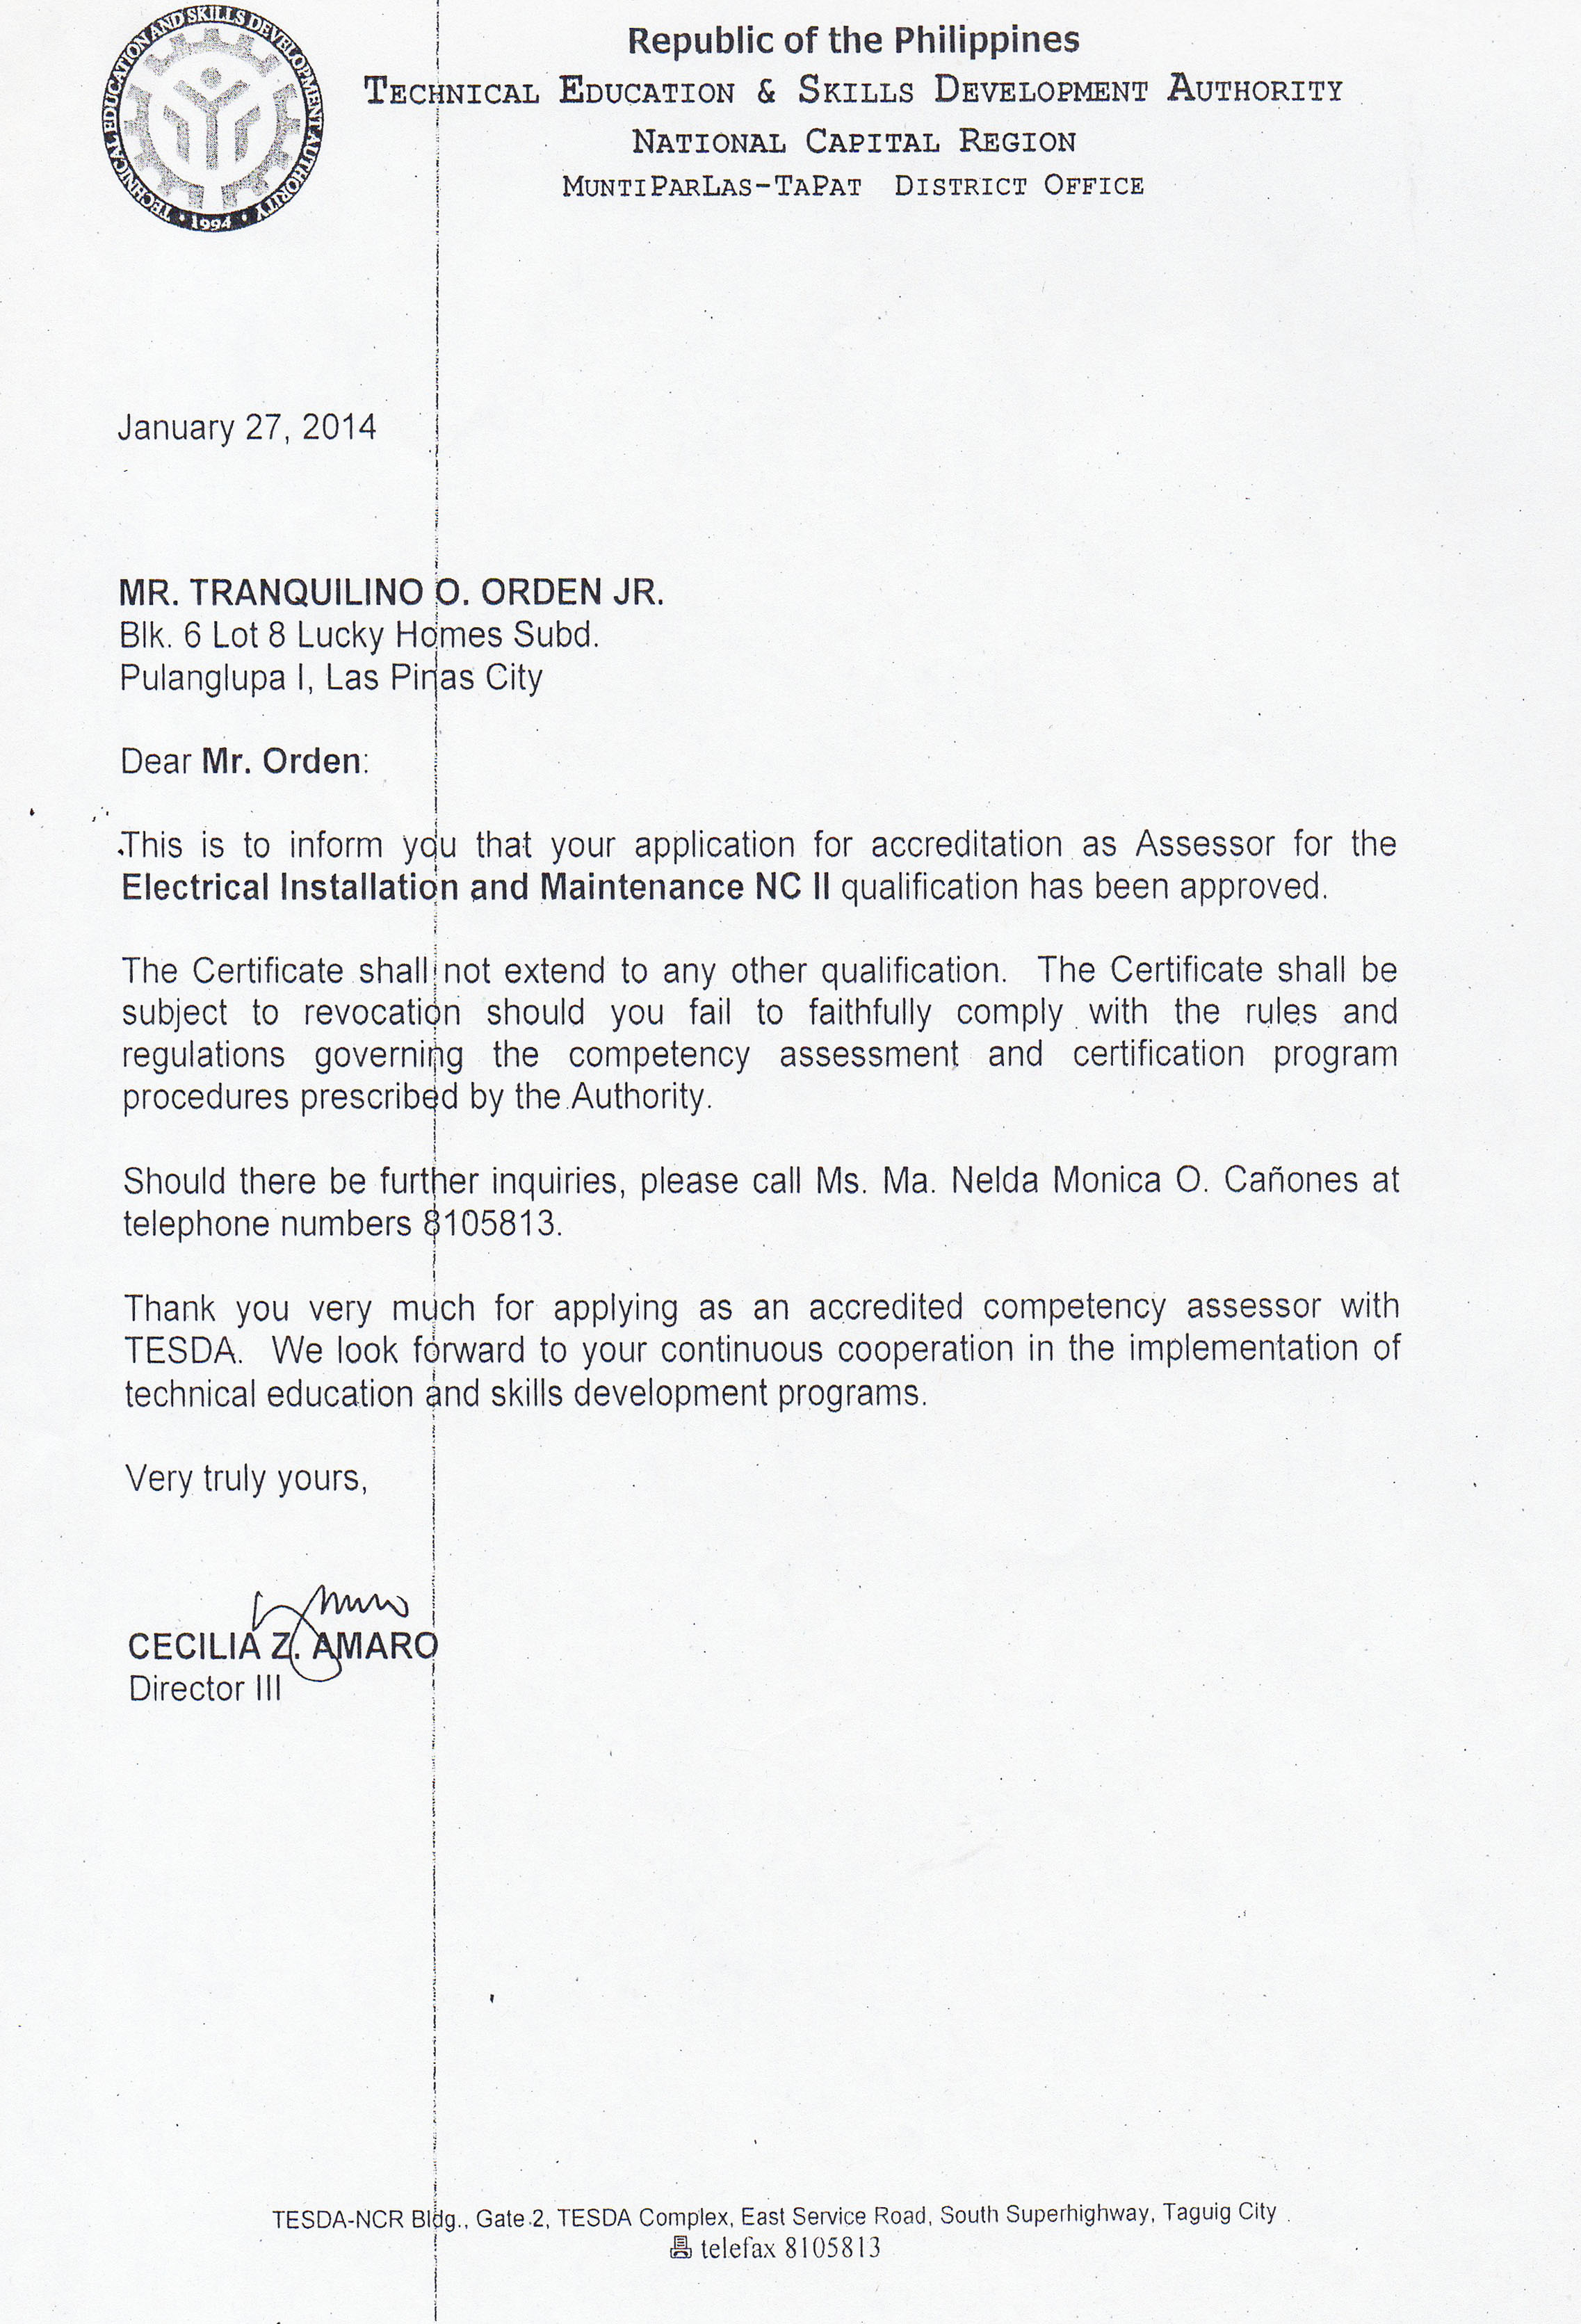 TECHNICAL EDUCATION AND SKILLS DEVELOPMENT AUTHORITY
• 1994 •
Republic of the Philippines
TECHNICAL EDUCATION & SKILLS DEVELOPMENT AUTHORITY
NATIONAL CAPITAL REGION
MUNTIPARLAS-TAPAT DISTRICT OFFICE
January 27, 2014
MR. TRANQUILINO O. ORDEN JR.
Blk. 6 Lot 8 Lucky Homes Subd.
Pulanglupa I, Las Pinas City
Dear Mr. Orden:
This is to inform you that your application for accreditation as Assessor for the
Electrical Installation and Maintenance NC II qualification has been approved.
The Certificate shall not extend to any other qualification. The Certificate shall be
subject to revocation should you fail to faithfully comply with the rules and
regulations governing the competency assessment and certification program
procedures prescribed by the Authority.
Should there be further inquiries, please call Ms. Ma. Nelda Monica O. Cañones at
telephone numbers 8105813.
Thank you very much for applying as an accredited competency assessor with
TESDA. We look forward to your continuous cooperation in the implementation of
technical education and skills development programs.
Very truly yours,
CECILIA Z. AMARO
Director III
TESDA-NCR Bldg., Gate 2, TESDA Complex, East Service Road, South Superhighway, Taguig City
telefax 8105813